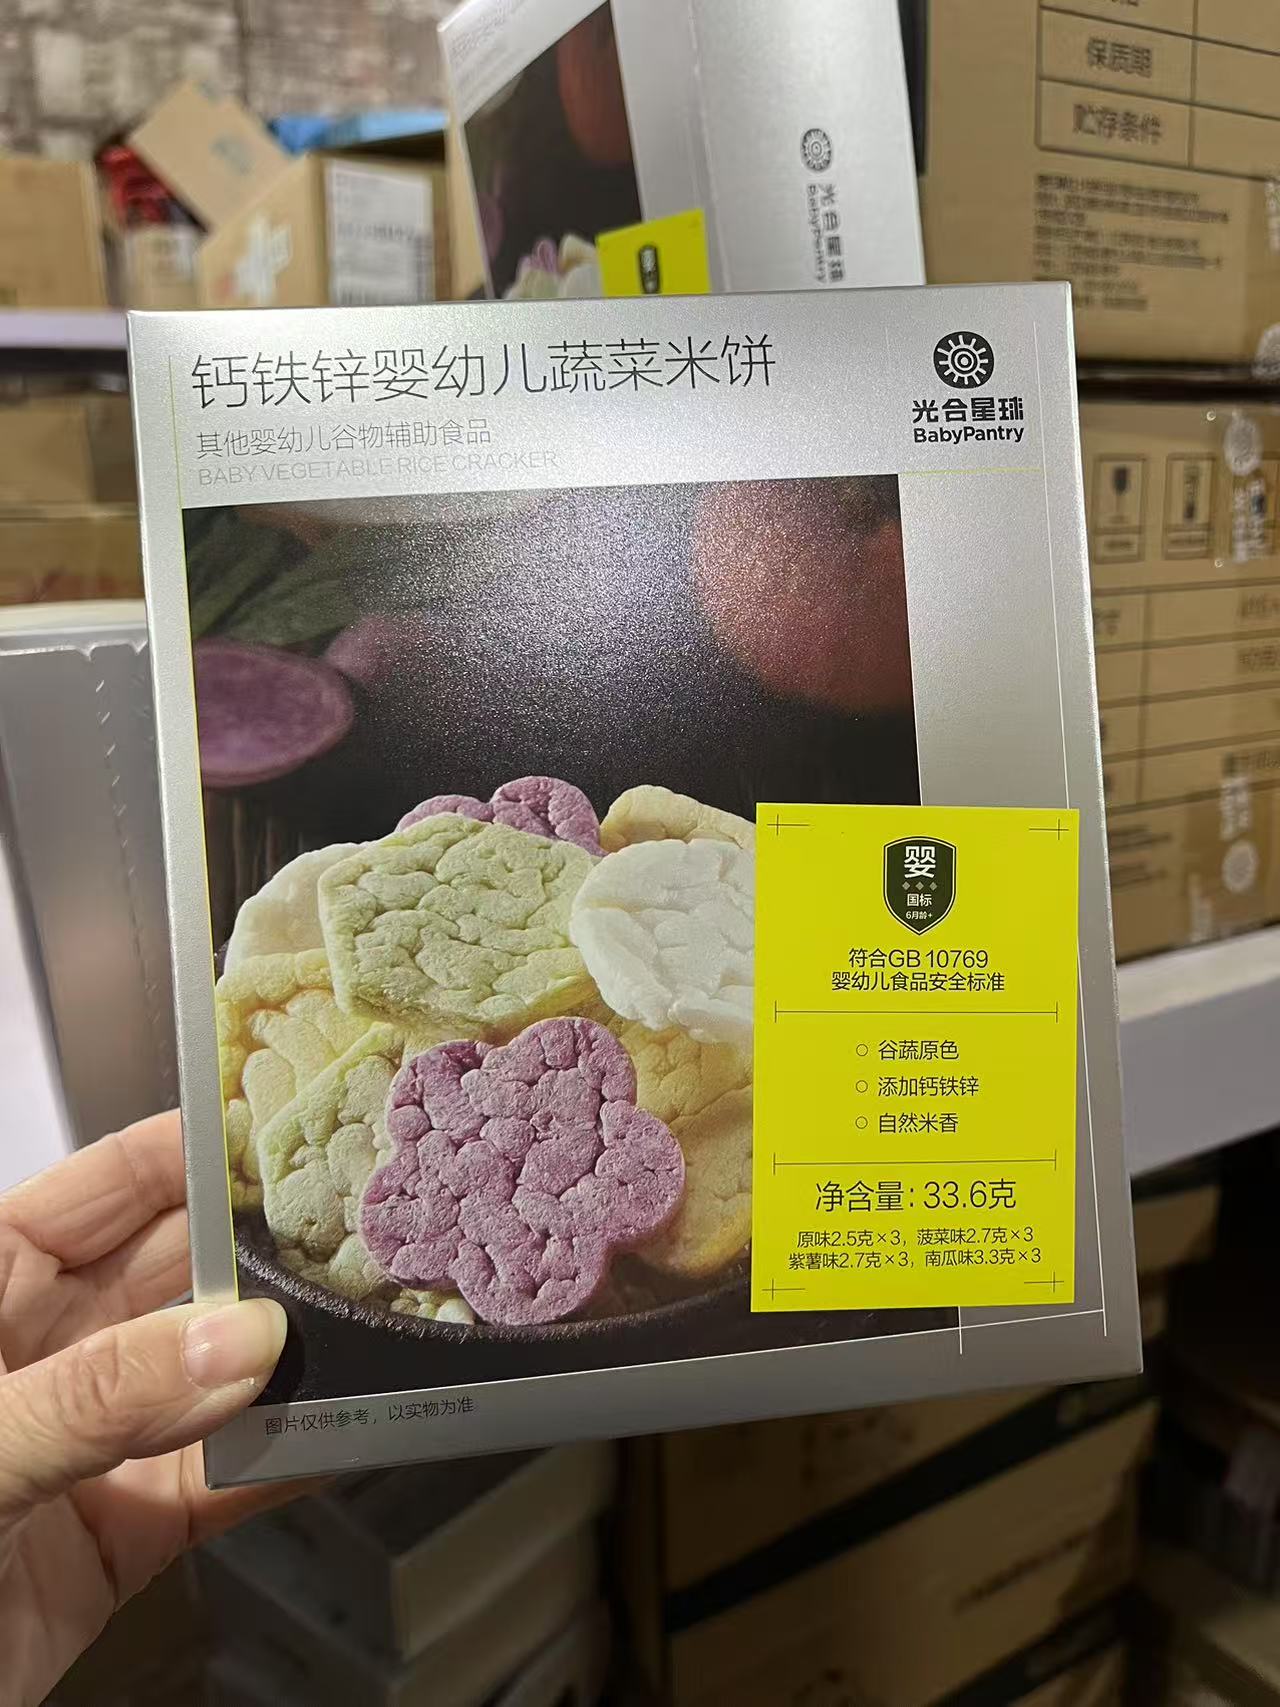 保质期
贮存条件
光合星球
BabyPantry
钙铁锌婴幼儿蔬菜米饼
其他婴幼儿谷物辅助食品
BABY VEGETABLE RICE CRACKER
光合星球
BabyPantry
婴
国标
6月龄+
符合GB 10769
婴幼儿食品安全标准
谷蔬原色
添加钙铁锌
自然米香
净含量：33.6克
原味2.5克×3，菠菜味2.7克×3
紫薯味2.7克×3，南瓜味3.3克×3
图片仅供参考，以实物为准